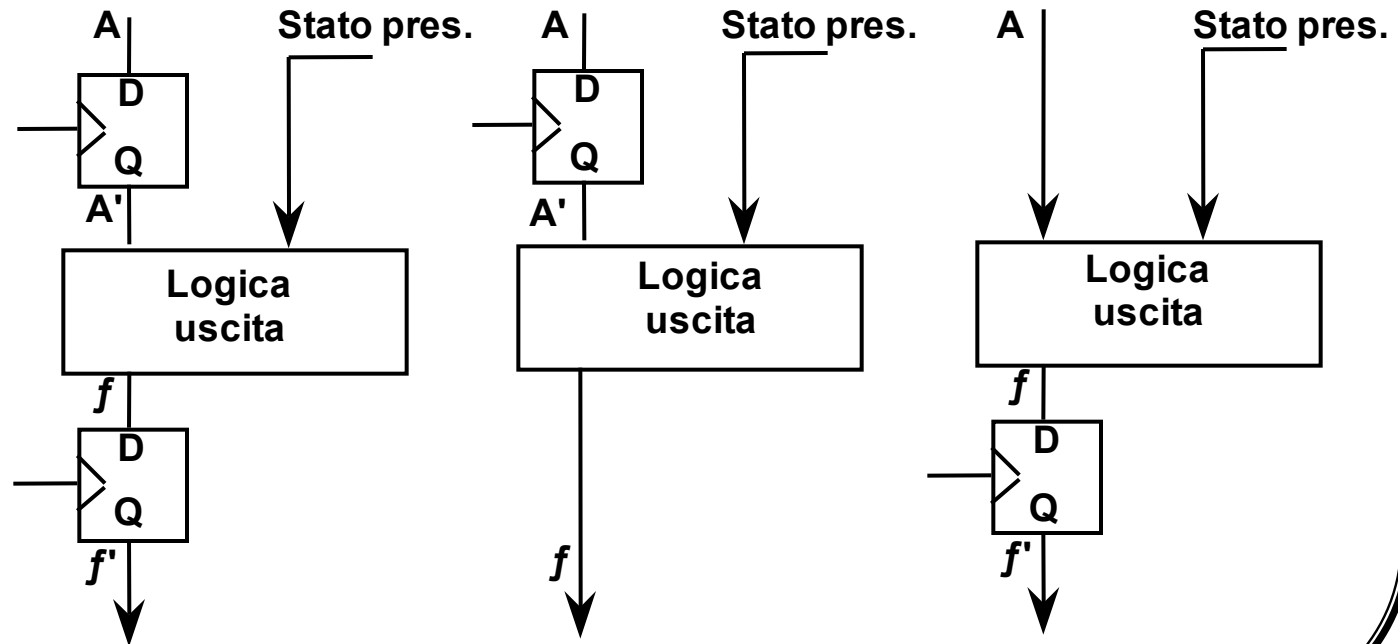 A Stato pres.
D
Q
A'
Logica
uscita
f
D
Q
f'
A Stato pres.
D
Q
A'
Logica
uscita
f
A Stato pres.
Logica
uscita
f
D
Q
f'